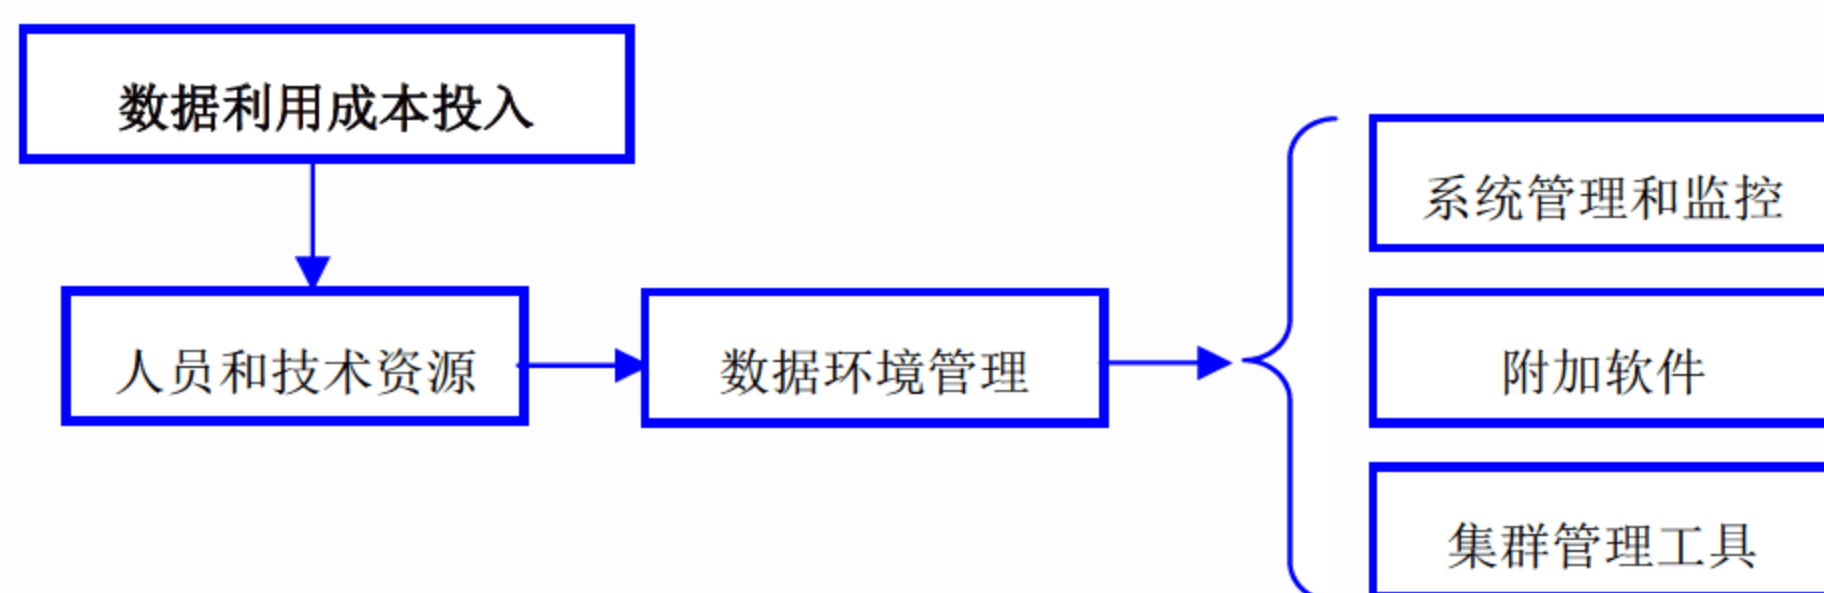 数据利用成本投入
人员和技术资源
数据环境管理
系统管理和监控
附加软件
集群管理工具